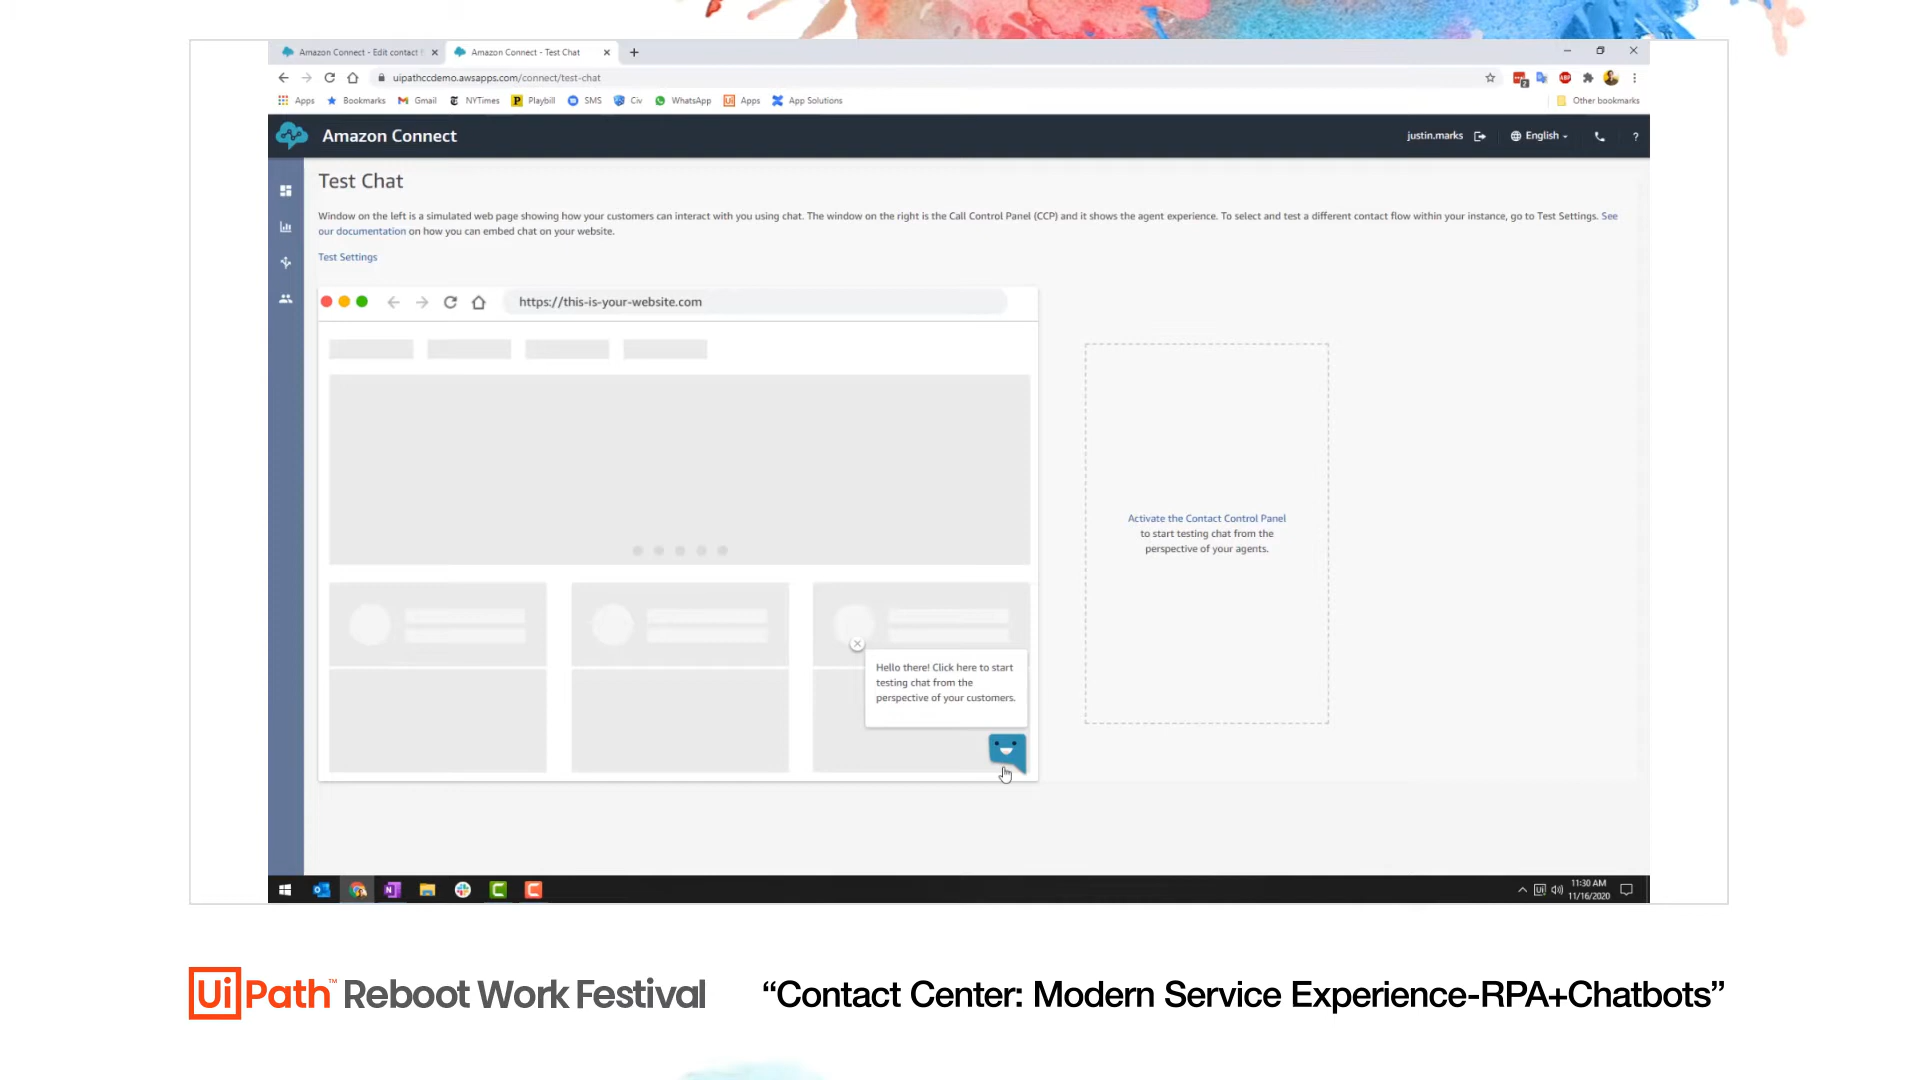 Amazon Connect - Edit contact f
Amazon Connect - Test Chat
uipathccdemo.awsapps.com/connect/test-chat
Apps Bookmarks Gmail NYTimes Playbill SMS Civ WhatsApp Apps App Solutions Other bookmarks
Amazon Connect
justin.marks English ?
Test Chat
Window on the left is a simulated web page showing how your customers can interact with you using chat. The window on the right is the Call Control Panel (CCP) and it shows the agent experience. To select and test a different contact flow within your instance, go to Test Settings. See
our documentation on how you can embed chat on your website.
Test Settings
https://this-is-your-website.com
Activate the Contact Control Panel
to start testing chat from the
perspective of your agents.
Hello there! Click here to start
testing chat from the
perspective of your customers.
11:30 AM
11/16/2020
UiPath™ Reboot Work Festival
“Contact Center: Modern Service Experience-RPA+Chatbots”